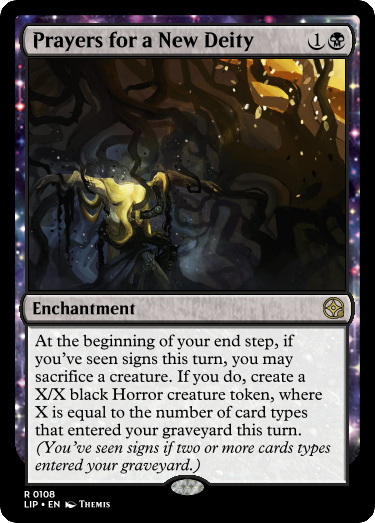 Prayers for a New Deity 1
Enchantment
At the beginning of your end step, if
you've seen signs this turn, you may
sacrifice a creature. If you do, create a
X/X black Horror creature token, where
X is equal to the number of card types
that entered your graveyard this turn.
(You've seen signs if two or more cards types
entered your graveyard.)
R 0108
LIP • EN Themis